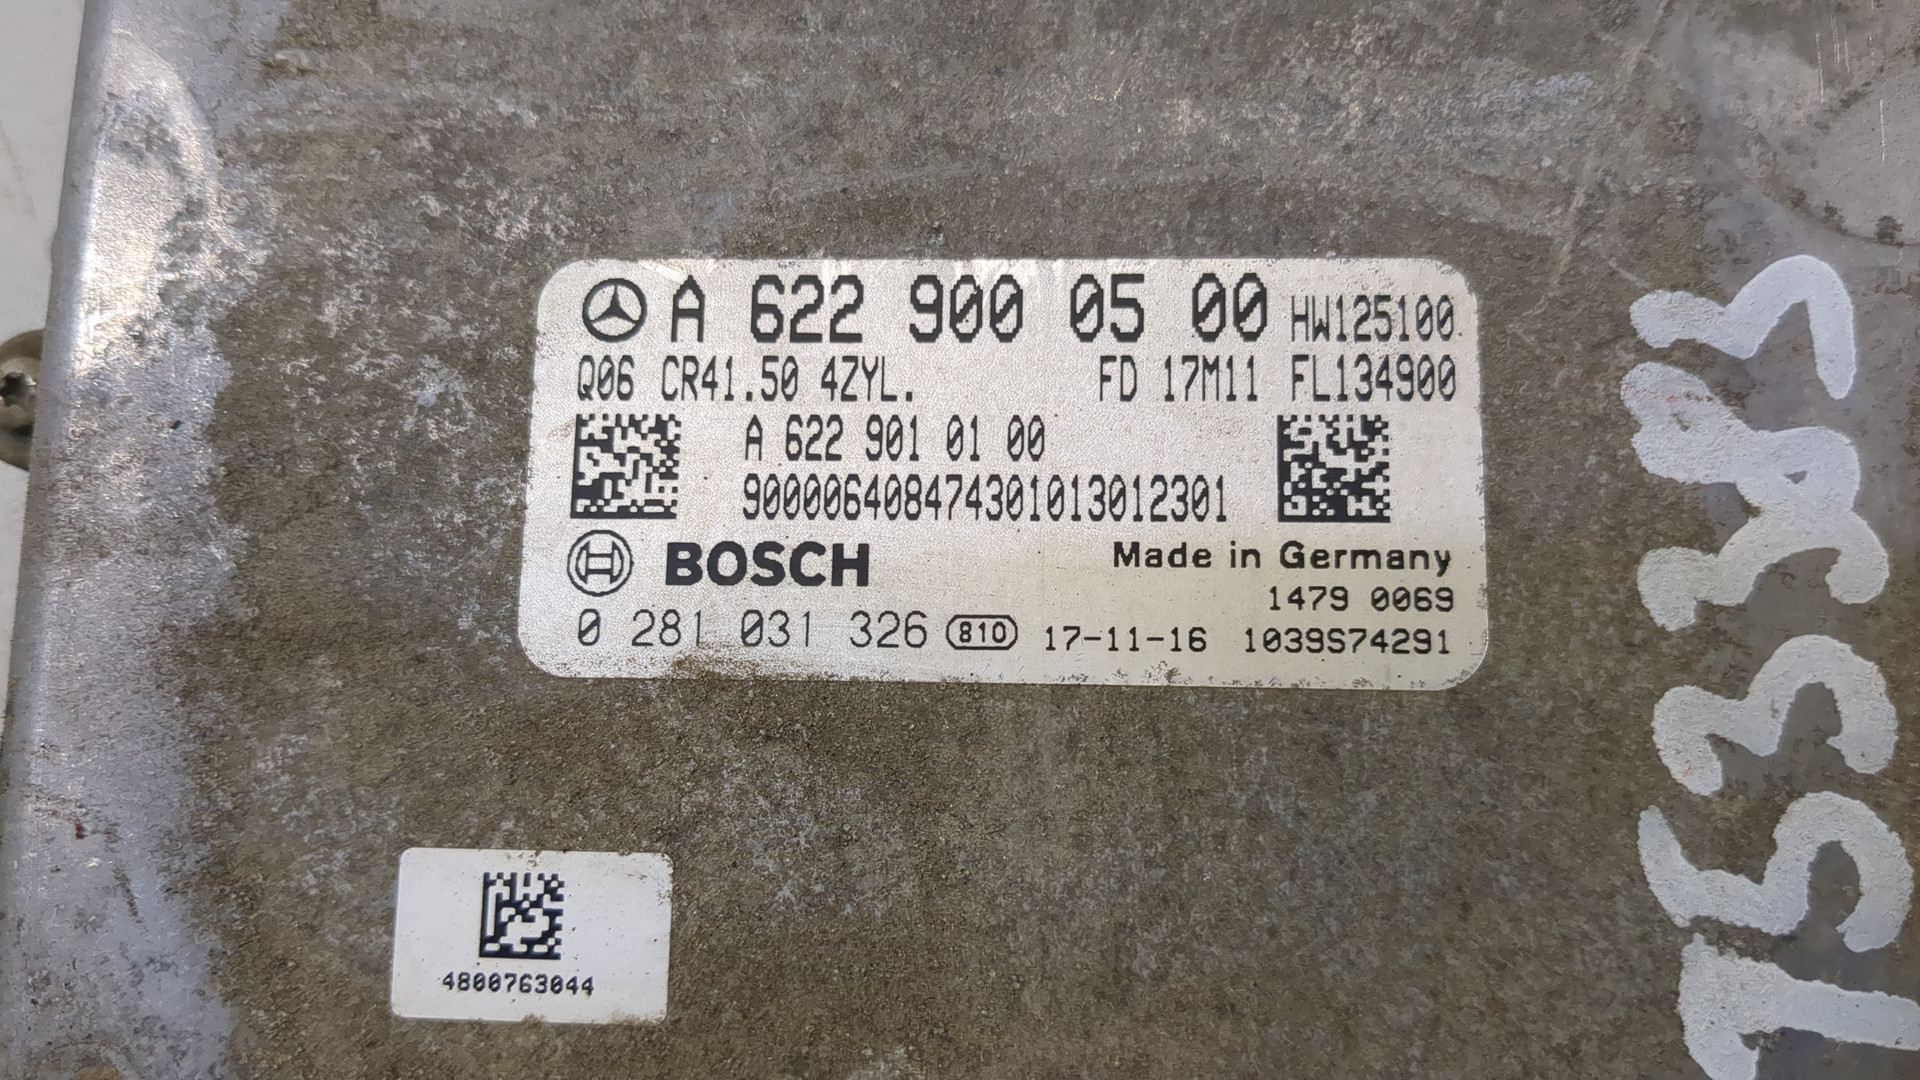 A 622 900 05 00 HW125100
Q06 CR41.50 4ZYL. FD 17M11 FL134900
A 622 901 01 00
900006408474301013012301
BOSCH Made in Germany
1479 0069
0 281 031 326 810 17-11-16 1039S74291
4800763044